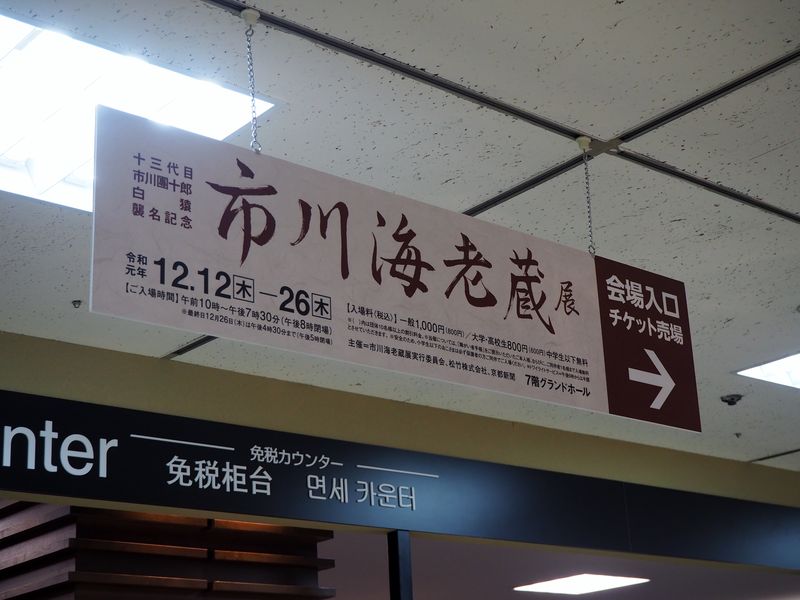 十三代目
市川團十郎
白猿
襲名記念
市川海老蔵展
令和
元年
12.12木—26木
【ご入場時間】午前10時〜午後7時30分(午後8時閉場)
※最終日12月26日(木)は午後4時30分まで(午後5時閉場)
【入場料(税込)】一般1,000円(800円)/大学・高校生800円(600円)中学生以下無料
主催=市川海老蔵展実行委員会、松竹株式会社、京都新聞
7階グランドホール
会場入口
チケット売場
nter
免税カウンター
免税柜台 면세 카운터